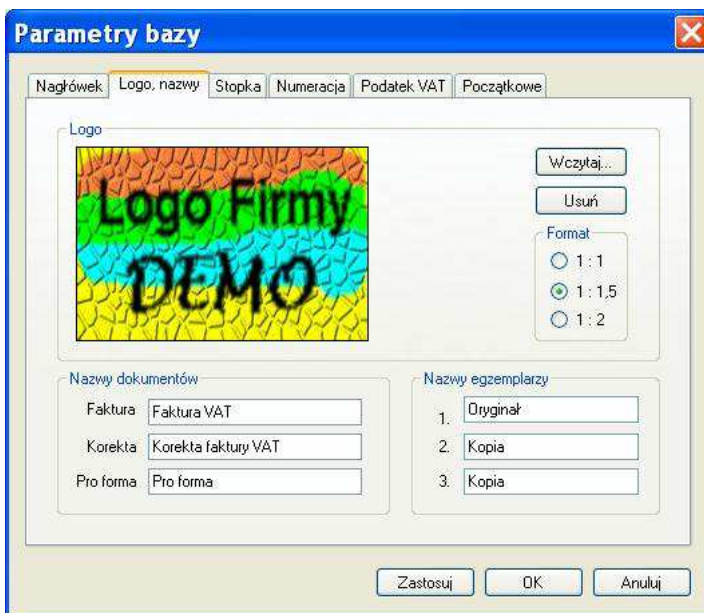 Parametry bazy
Nagłówek Logo, nazwy Stopka Numeracja Podatek VAT Początkowe
Logo
Logo Firmy
DEMO
Wczytaj...
Usuń
Format
1 : 1
1 : 1,5
1 : 2
Nazwy dokumentów
Faktura Faktura VAT
Korekta Korekta faktury VAT
Pro forma Pro forma
Nazwy egzemplarzy
1. Oryginał
2. Kopia
3. Kopia
Zastosuj OK Anuluj